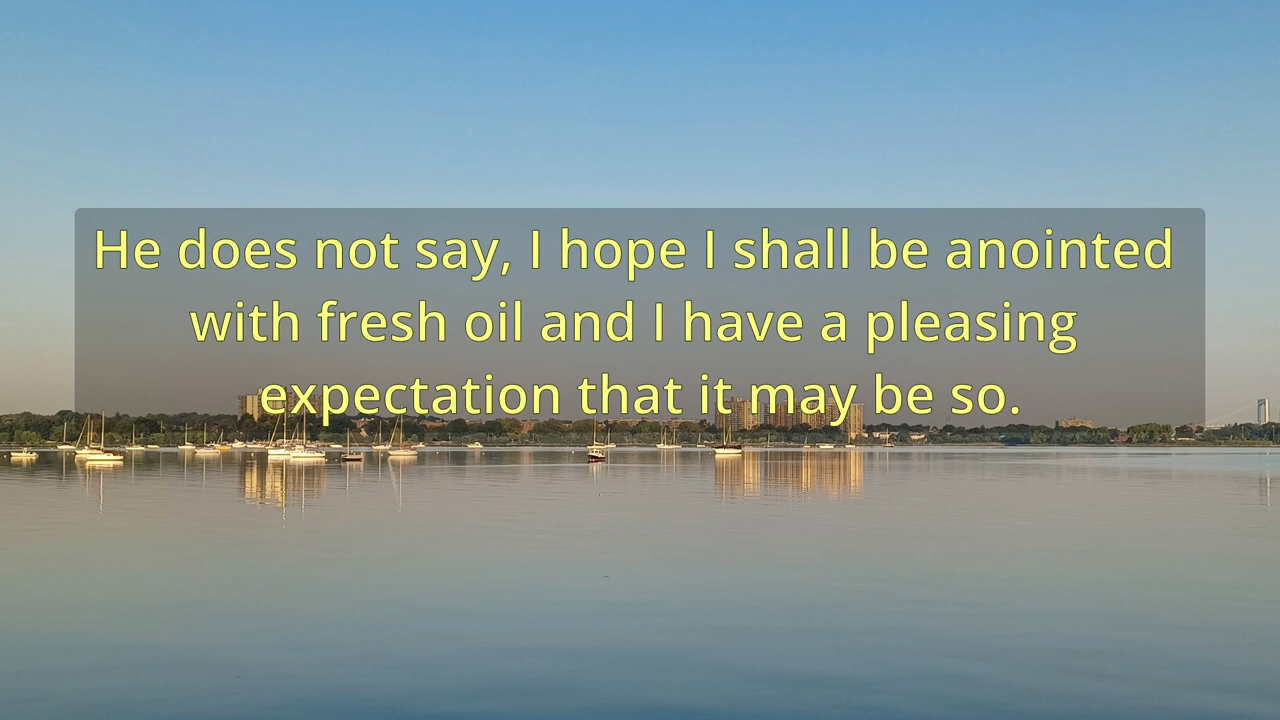 He does not say, I hope I shall be anointed
with fresh oil and I have a pleasing
expectation that it may be so.